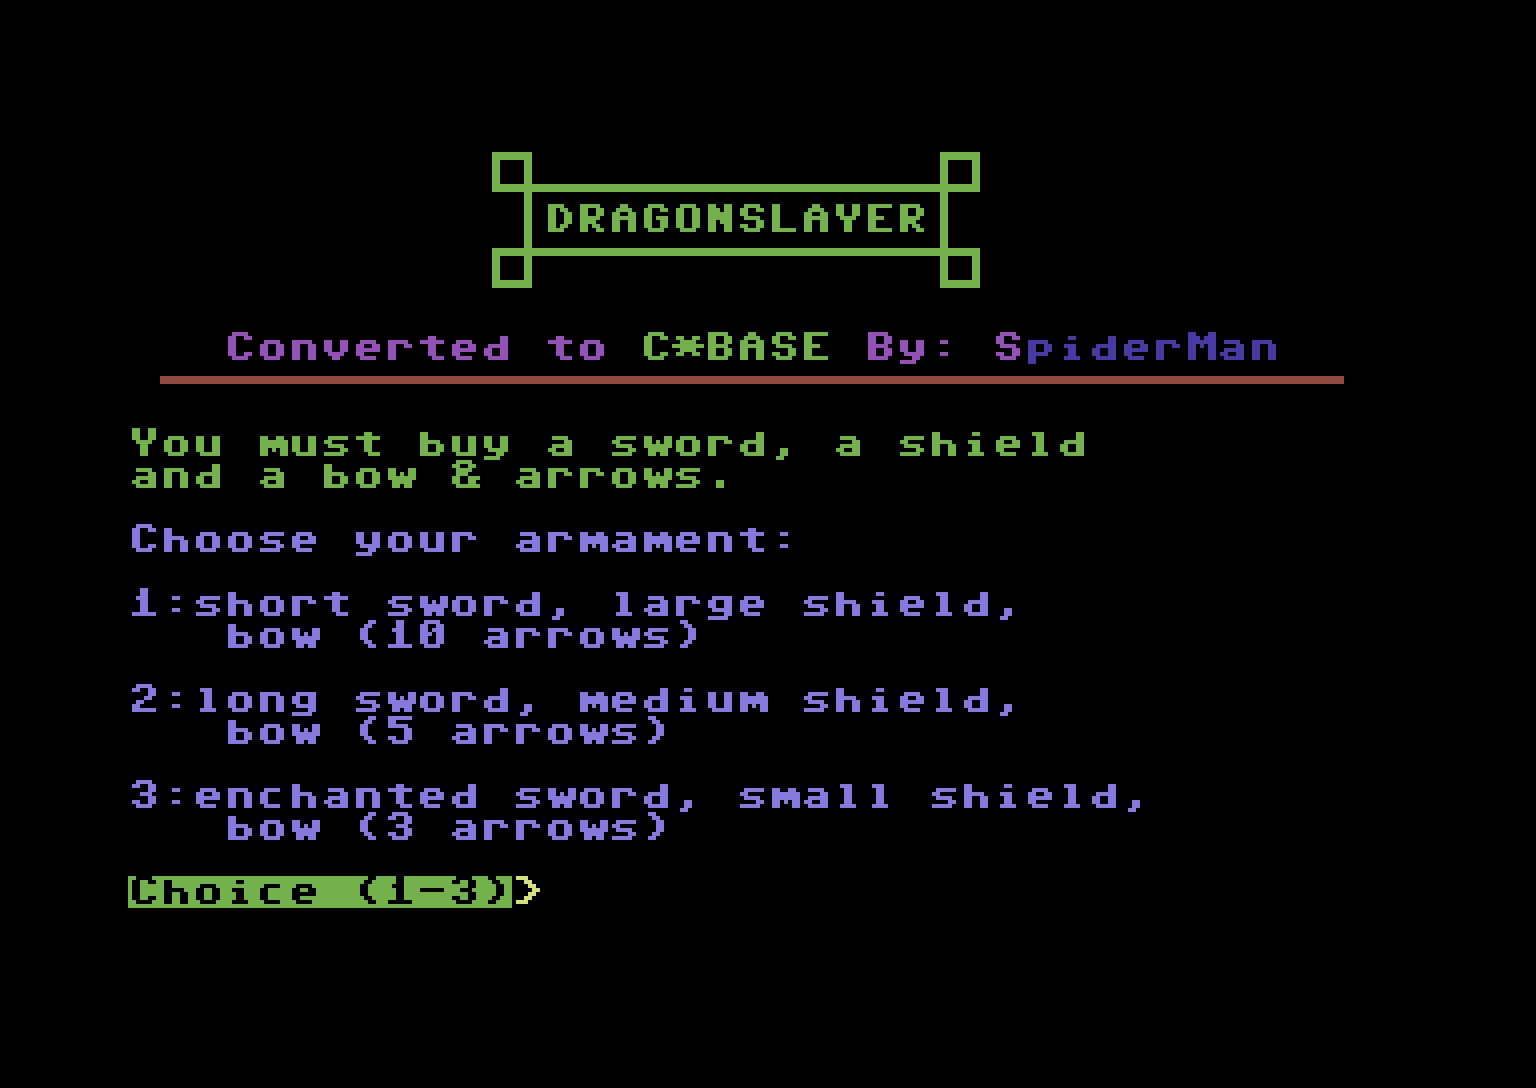 DRAGONSLAYER
Converted to C*BASE By: SpiderMan
You must buy a sword, a shield
and a bow & arrows.
Choose your armament:
1:short sword, large shield,
bow (10 arrows)
2:long sword, medium shield,
bow (5 arrows)
3:enchanted sword, small shield,
bow (3 arrows)
Choice (1-3)>